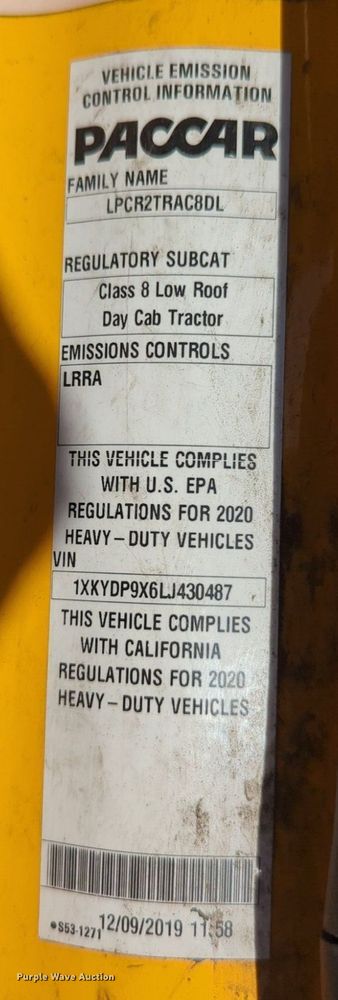 VEHICLE EMISSION
CONTROL INFORMATION
PACCAR
FAMILY NAME
LPCR2TRAC8DL
REGULATORY SUBCAT
Class 8 Low Roof
Day Cab Tractor
EMISSIONS CONTROLS
LRRA
THIS VEHICLE COMPLIES
WITH U.S. EPA
REGULATIONS FOR 2020
HEAVY-DUTY VEHICLES
VIN
1XKYDP9X6LJ430487
THIS VEHICLE COMPLIES
WITH CALIFORNIA
REGULATIONS FOR 2020
HEAVY-DUTY VEHICLES
•S53-1271 12/09/2019 11:58
Purple Wave Auction